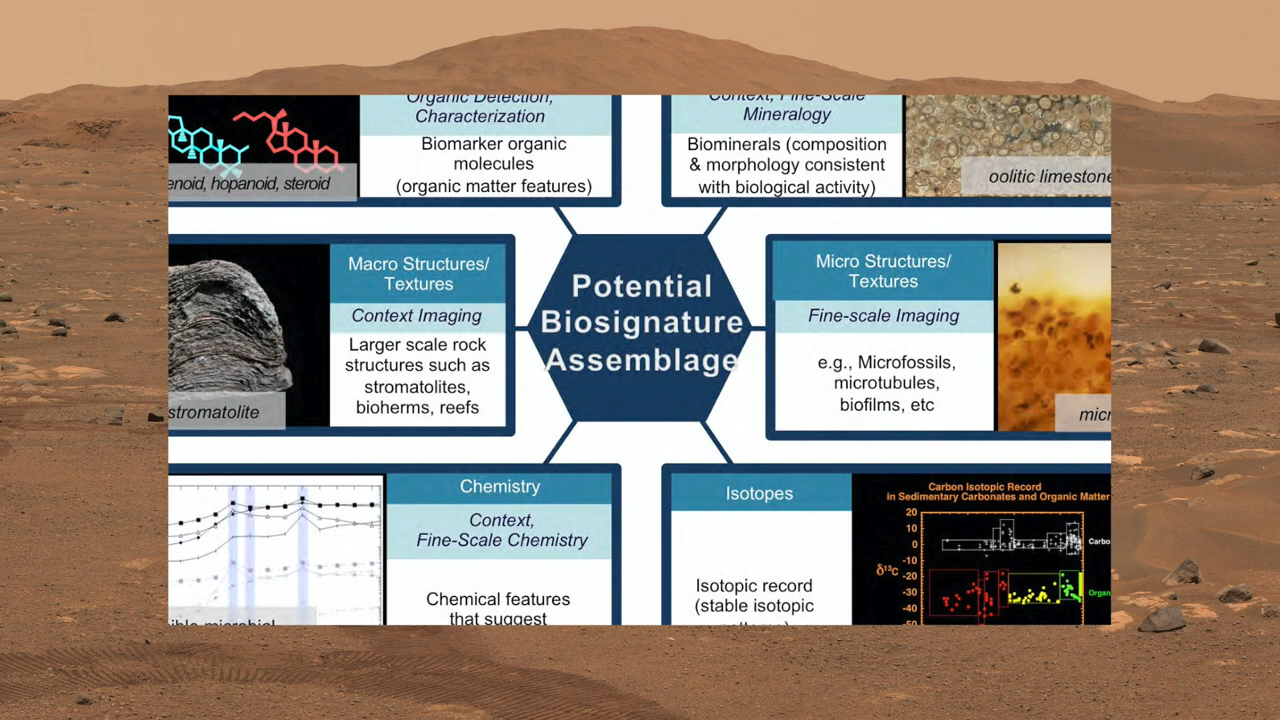 Organic Detection,
Characterization
Biomarker organic
molecules
(organic matter features)
hopanoid, steroid
Context, Fine-Scale
Mineralogy
Biominerals (composition
& morphology consistent
with biological activity)
oolitic limestone
Macro Structures/
Textures
Context Imaging
Larger scale rock
structures such as
stromatolites,
bioherms, reefs
stromatolite
Potential
Biosignature
Assemblage
Micro Structures/
Textures
Fine-scale Imaging
e.g., Microfossils,
microtubules,
biofilms, etc
Chemistry
Context,
Fine-Scale Chemistry
Chemical features
that suggest
Isotopes
Isotopic record
(stable isotopic
Carbon Isotopic Record
in Sedimentary Carbonates and Organic Matter
20
10
0
-10
δ¹³C
-20
-30
-40